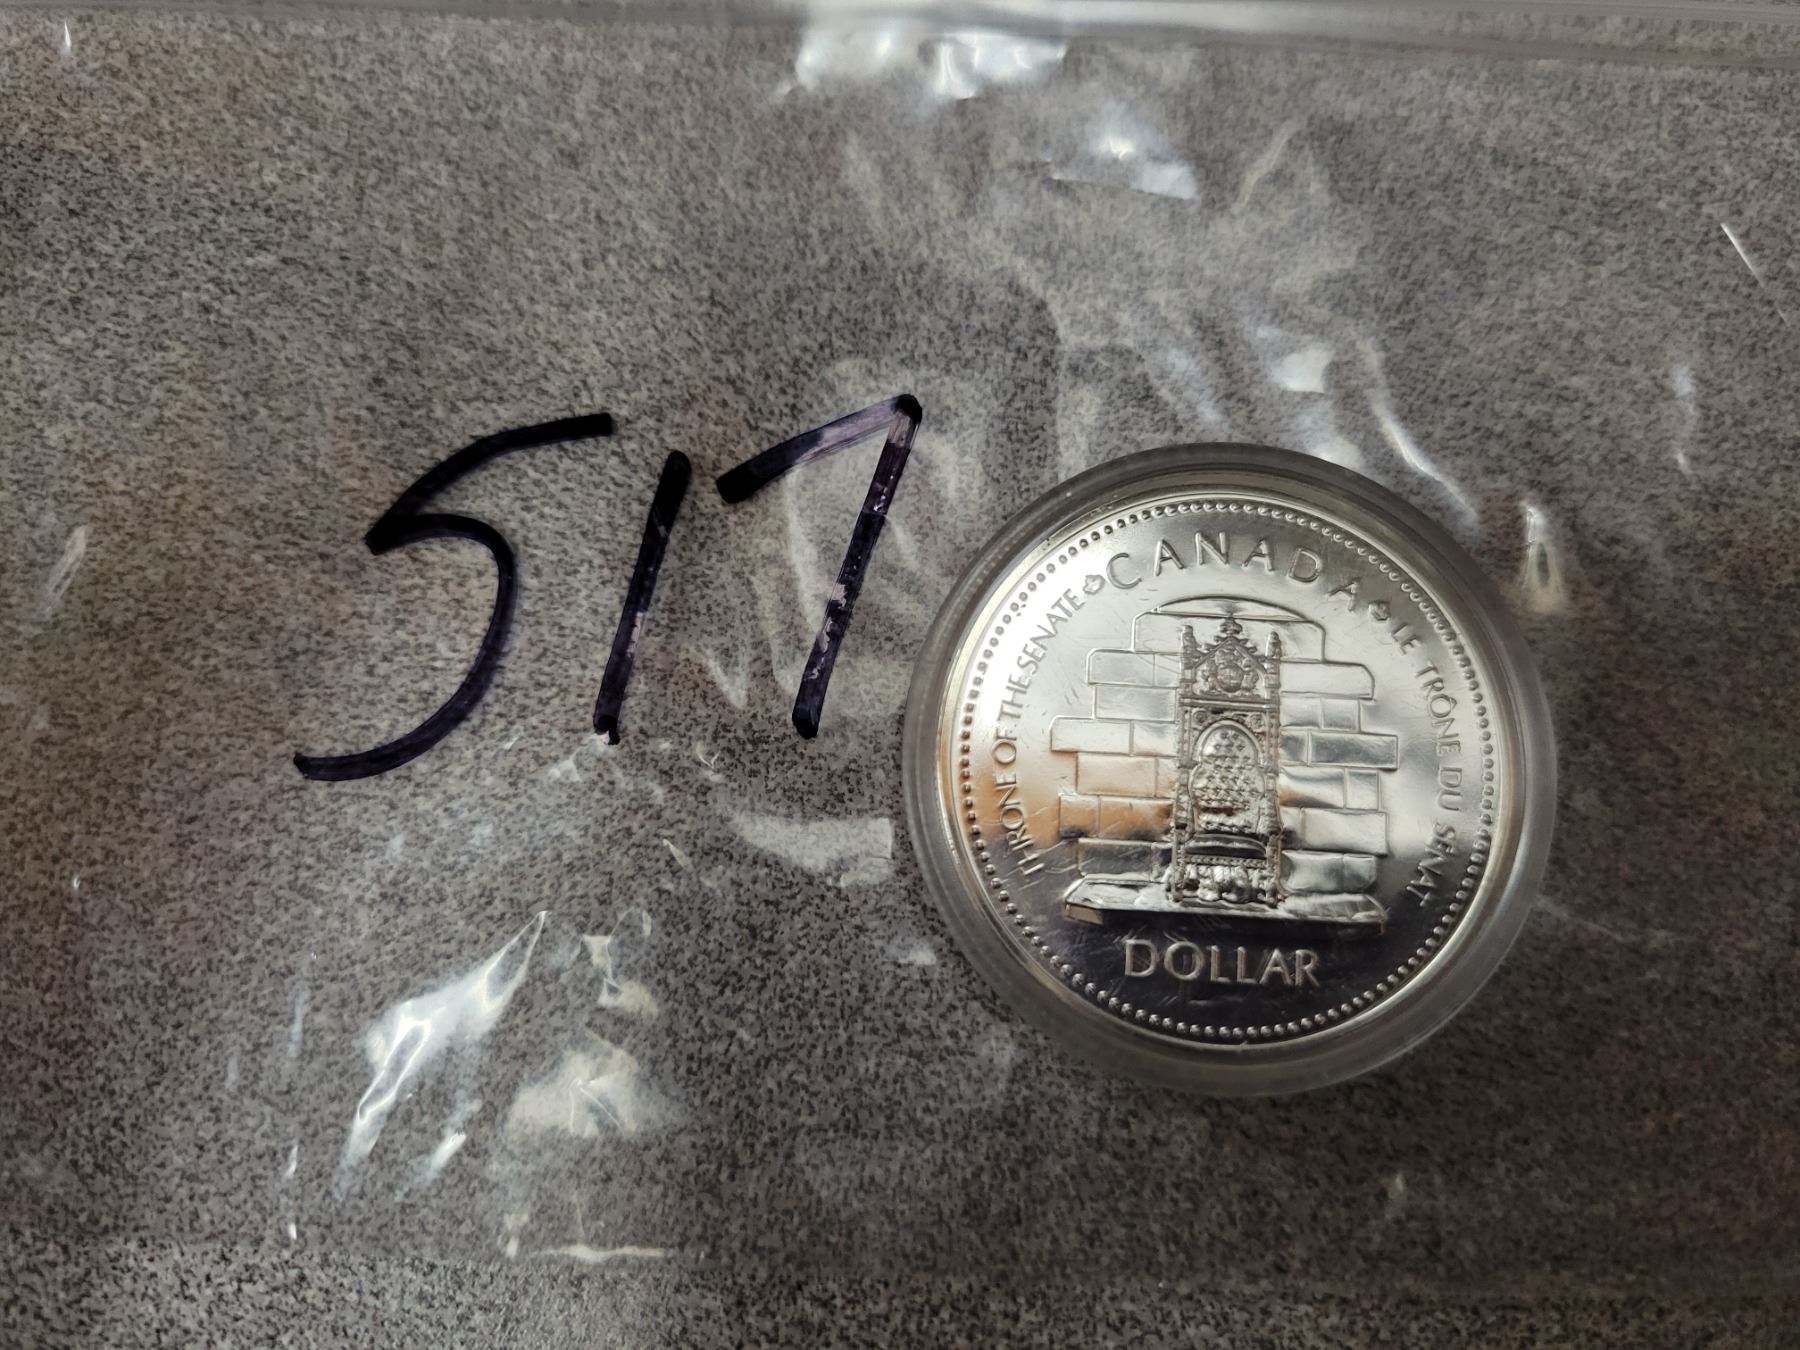 517
CANADA
THRONE OF THE SENATE
LE TRÔNE DU SÉNAT
DOLLAR